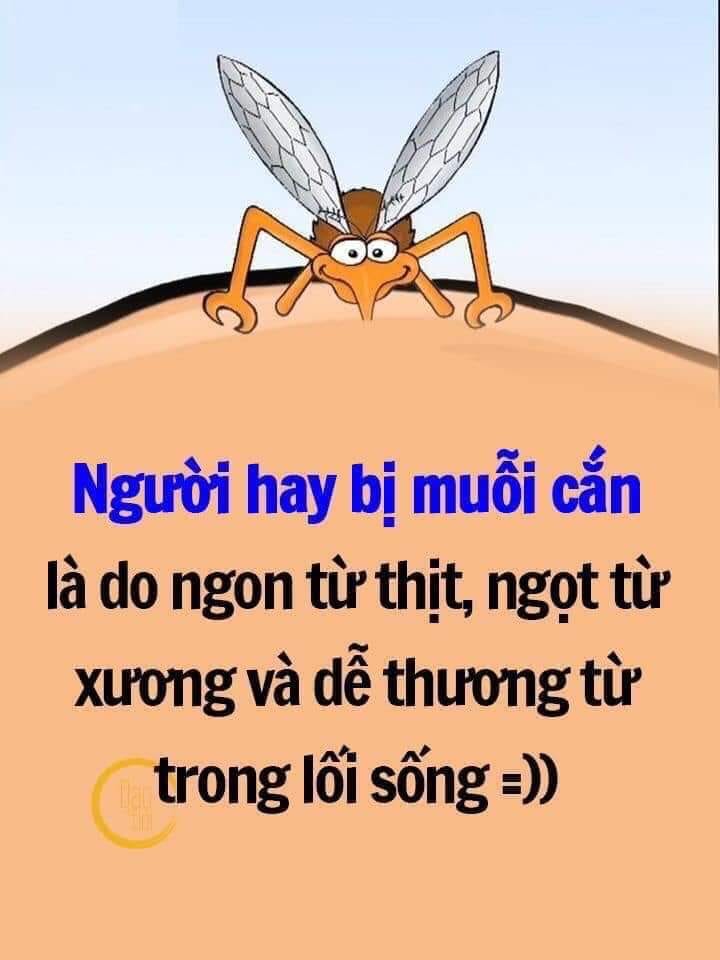 Người hay bị muỗi cắn
là do ngon từ thịt, ngọt từ
xương và dễ thương từ
trong lối sống =))